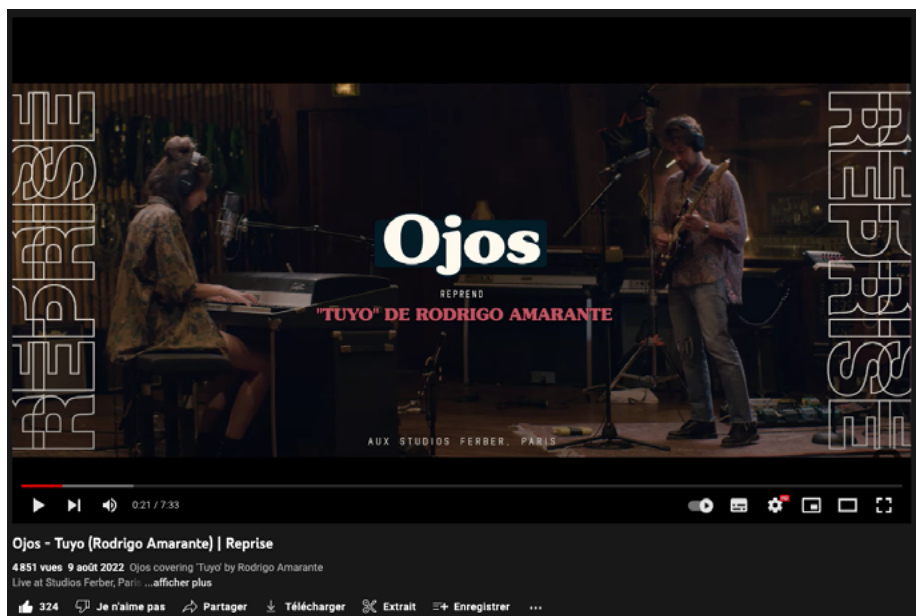 REPRISE
REPRISE
Ojos
REPREND
"TUYO" DE RODRIGO AMARANTE
AUX STUDIOS FERBER, PARIS
0:21 / 7:33
HD
Ojos - Tuyo (Rodrigo Amarante) | Reprise
4 851 vues 9 août 2022 Ojos covering 'Tuyo' by Rodrigo Amarante
Live at Studios Ferber, Paris ...afficher plus
324 Je n'aime pas Partager Télécharger Extrait Enregistrer ...